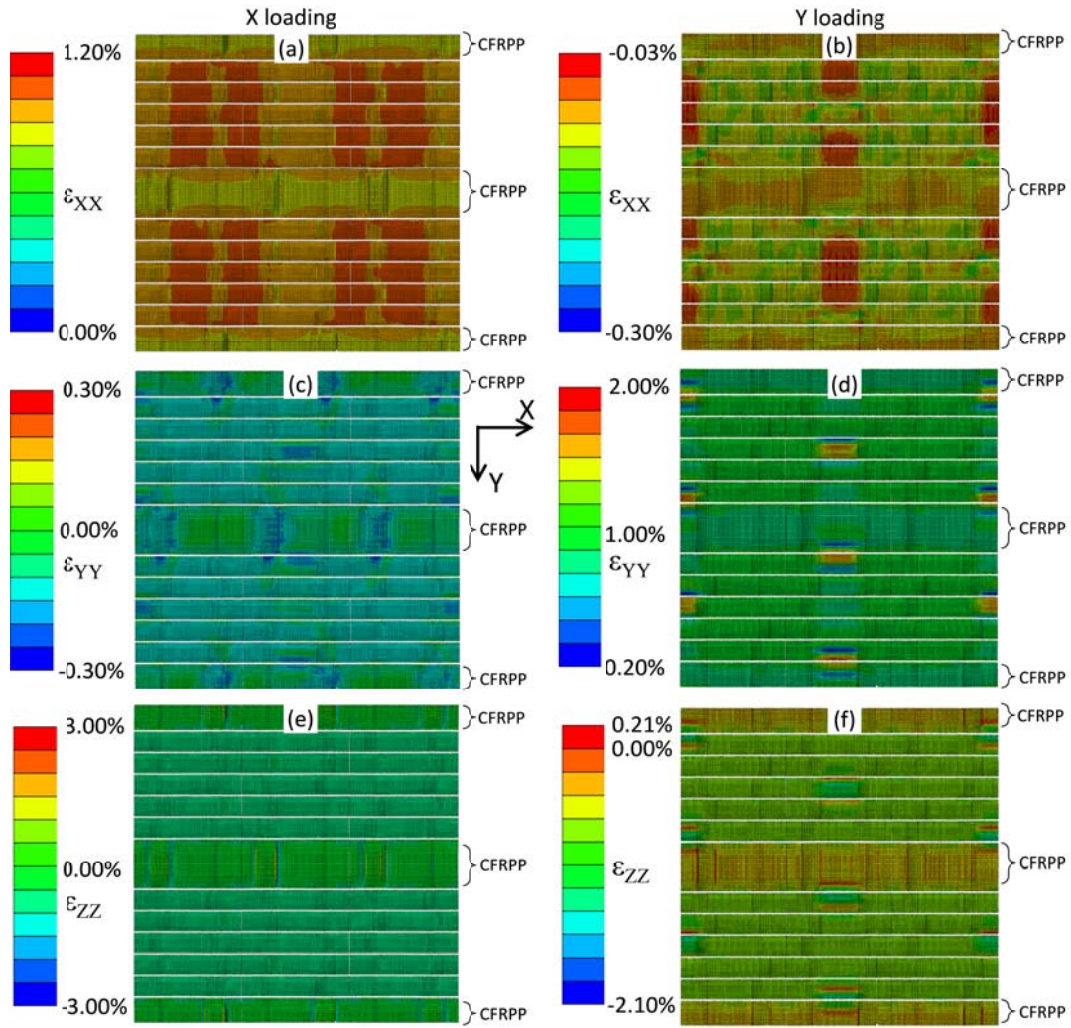 X loading
Y loading
(a)
1.20%
εXX
0.00%
CFRPP
CFRPP
CFRPP
(b)
-0.03%
εXX
-0.30%
CFRPP
CFRPP
CFRPP
(c)
0.30%
0.00%
εYY
-0.30%
CFRPP
CFRPP
CFRPP
X
Y
(d)
2.00%
1.00%
εYY
0.20%
CFRPP
CFRPP
CFRPP
(e)
3.00%
0.00%
εZZ
-3.00%
CFRPP
CFRPP
CFRPP
(f)
0.21%
0.00%
εZZ
-2.10%
CFRPP
CFRPP
CFRPP